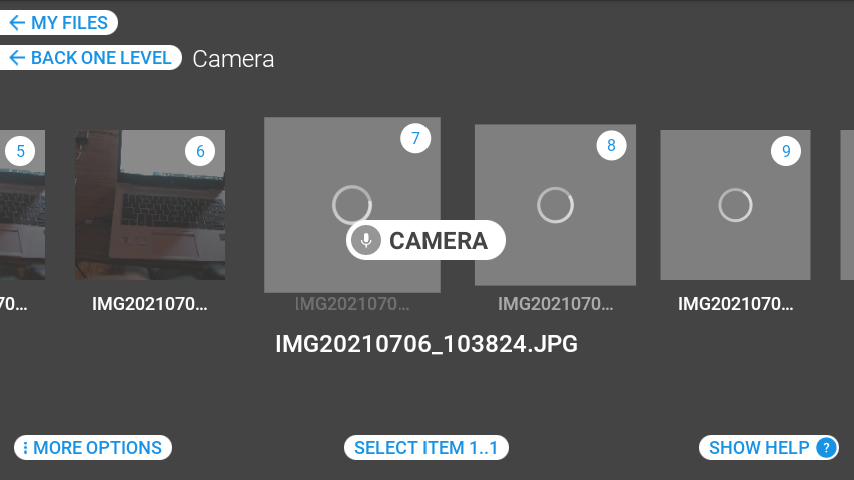 MY FILES
BACK ONE LEVEL Camera
5 6 7 8 9
CAMERA
70... IMG2021070... IMG2021070... IMG2021070... IMG2021070...
IMG20210706_103824.JPG
MORE OPTIONS SELECT ITEM 1..1 SHOW HELP ?